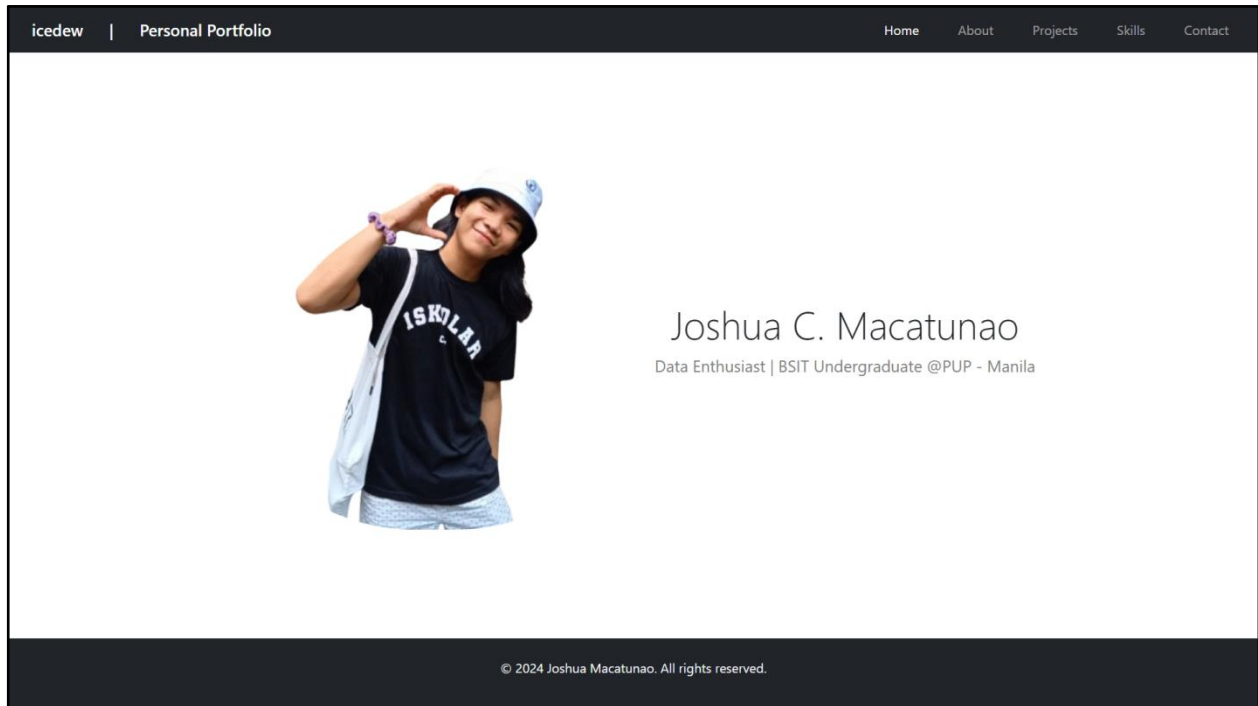 icedew | Personal Portfolio Home About Projects Skills Contact
ISKOLAR
Joshua C. Macatunao
Data Enthusiast | BSIT Undergraduate @PUP - Manila
© 2024 Joshua Macatunao. All rights reserved.